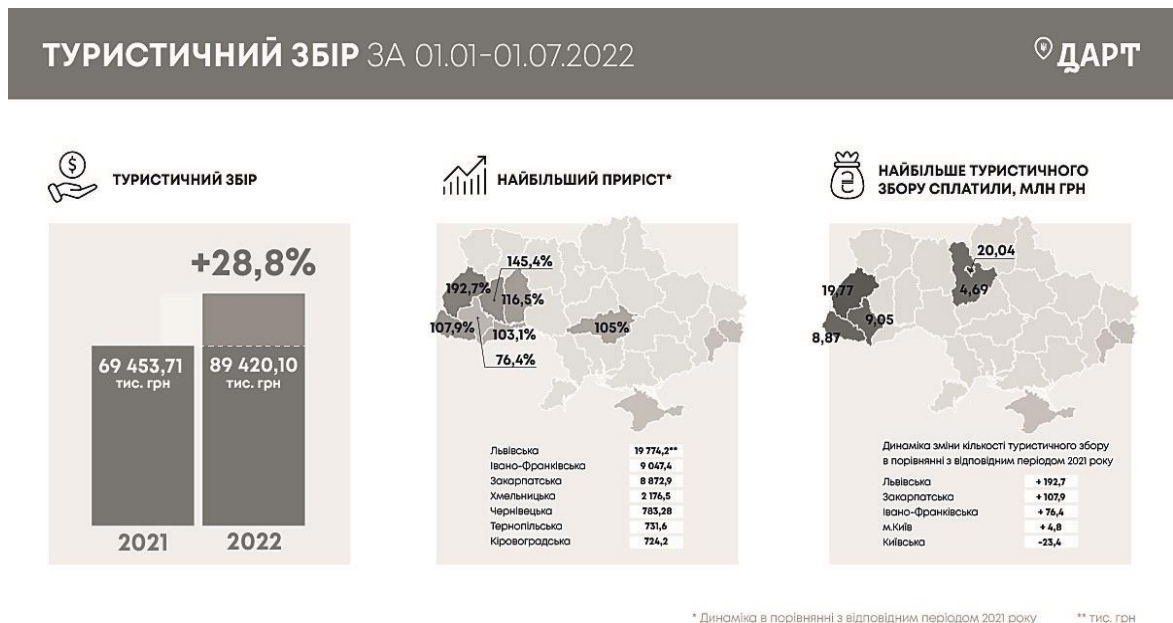 ТУРИСТИЧНИЙ ЗБІР ЗА 01.01-01.07.2022
ДАРТ
ТУРИСТИЧНИЙ ЗБІР
+28,8%
69 453,71
тис. грн
89 420,10
тис. грн
2021
2022
НАЙБІЛЬШИЙ ПРИРІСТ*
145,4%
192,7%
116,5%
107,9%
103,1%
105%
76,4%
Львівська 19 774,2**
Івано-Франківська 9 047,4
Закарпатська 8 872,9
Хмельницька 2 176,5
Чернівецька 783,28
Тернопільська 731,6
Кіровоградська 724,2
НАЙБІЛЬШЕ ТУРИСТИЧНОГО
ЗБОРУ СПЛАТИЛИ, МЛН ГРН
20,04
19,77
4,69
9,05
8,87
Динаміка зміни кількості туристичного збору
в порівнянні з відповідним періодом 2021 року
Львівська + 192,7
Закарпатська + 107,9
Івано-Франківська + 76,4
м.Київ + 4,8
Київська -23,4
* Динаміка в порівнянні з відповідним періодом 2021 року
** тис. грн